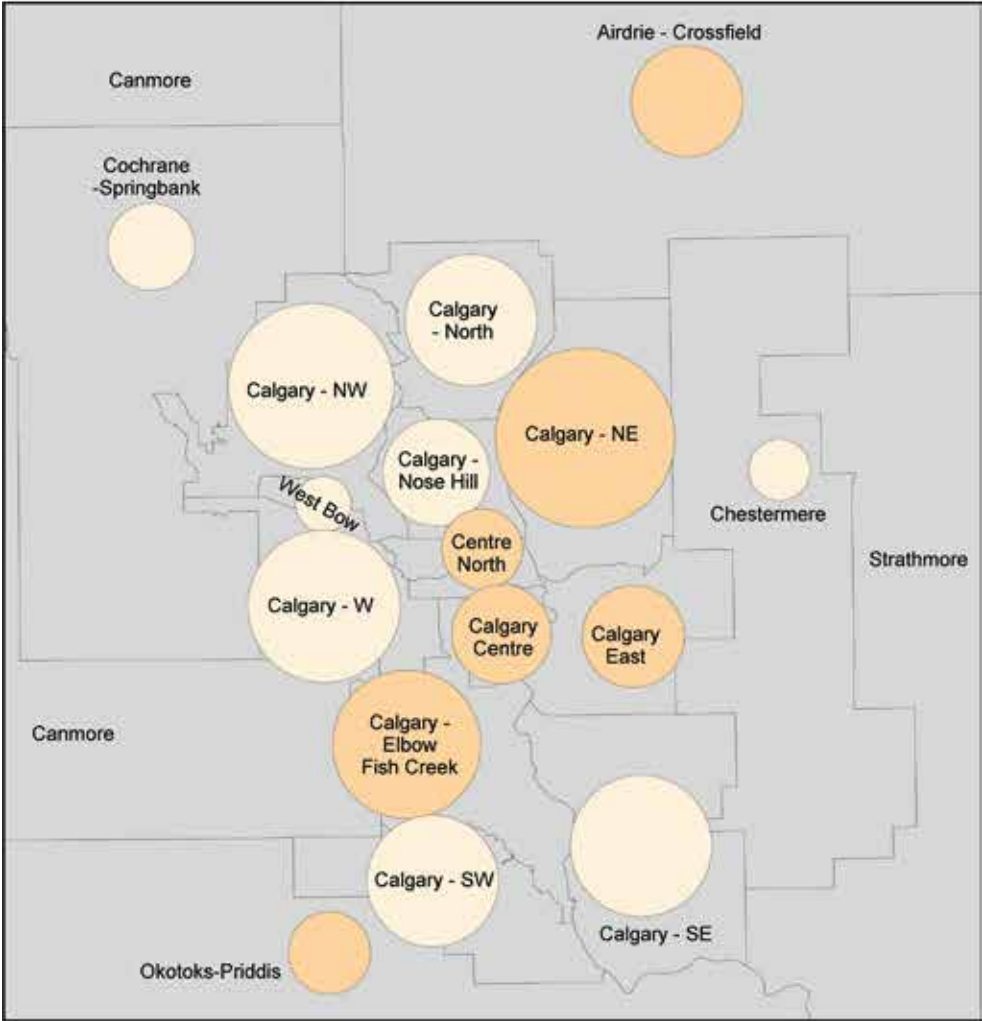 Airdrie - Crossfield
Canmore
Cochrane
-Springbank
Calgary
- North
Calgary - NW
Calgary - NE
Calgary -
Nose Hill
West Bow
Chestermere
Centre
North
Strathmore
Calgary - W
Calgary
Centre
Calgary
East
Calgary -
Elbow
Fish Creek
Canmore
Calgary - SW
Calgary - SE
Okotoks-Priddis